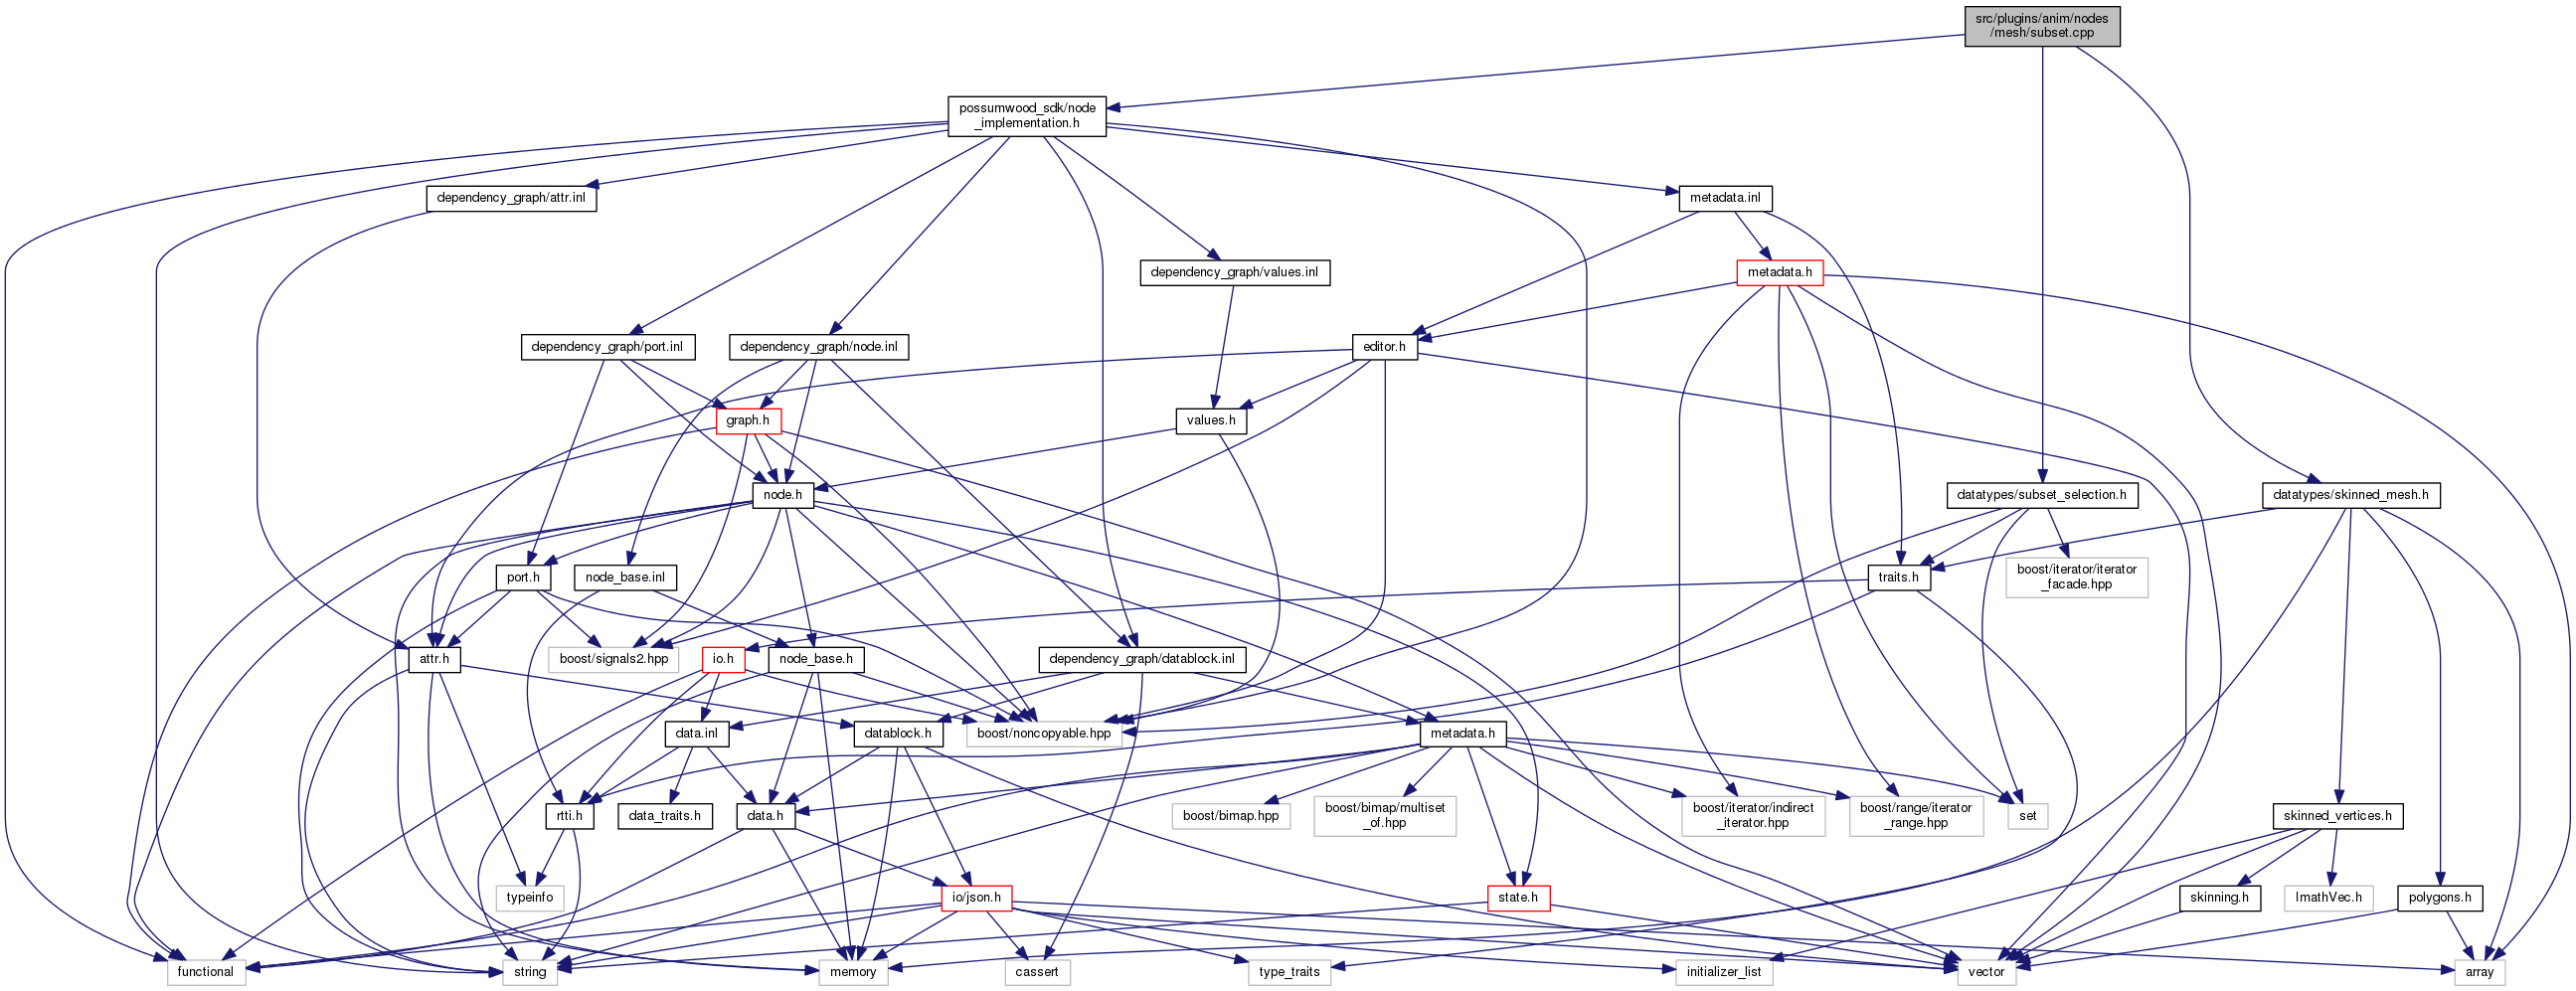 src/plugins/anim/nodes
/mesh/subset.cpp
possumwood_sdk/node
_implementation.h
dependency_graph/attr.inl
metadata.inl
dependency_graph/values.inl
metadata.h
dependency_graph/port.inl
dependency_graph/node.inl
editor.h
graph.h
values.h
node.h
datatypes/subset_selection.h
datatypes/skinned_mesh.h
port.h
node_base.inl
traits.h
boost/iterator/iterator
_facade.hpp
attr.h
boost/signals2.hpp
io.h
node_base.h
dependency_graph/datablock.inl
data.inl
datablock.h
boost/noncopyable.hpp
metadata.h
rtti.h
data_traits.h
data.h
boost/bimap.hpp
boost/bimap/multiset
_of.hpp
boost/iterator/indirect
_iterator.hpp
boost/range/iterator
_range.hpp
set
skinned_vertices.h
typeinfo
io/json.h
state.h
skinning.h
ImathVec.h
polygons.h
functional
string
memory
cassert
type_traits
initializer_list
vector
array